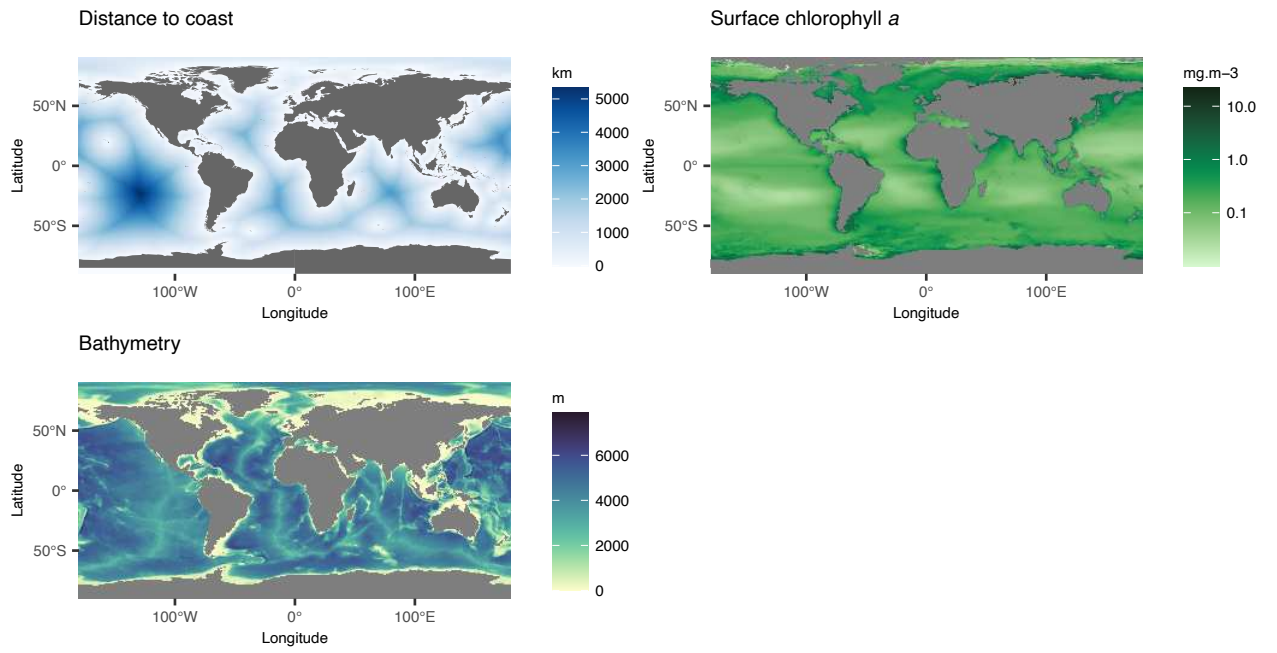 Distance to coast
km
5000
4000
3000
2000
1000
0
50°N
0°
50°S
Latitude
100°W 0° 100°E
Longitude
Surface chlorophyll a
mg.m−3
10.0
1.0
0.1
50°N
0°
50°S
Latitude
100°W 0° 100°E
Longitude
Bathymetry
m
6000
4000
2000
0
50°N
0°
50°S
Latitude
100°W 0° 100°E
Longitude